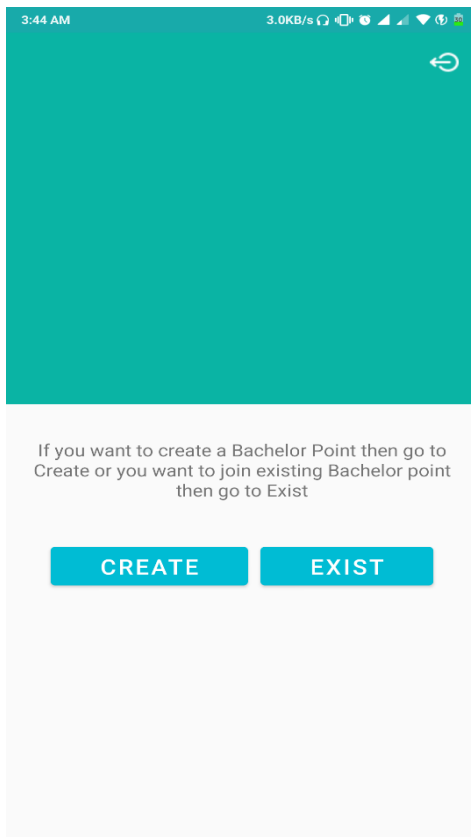 3:44 AM 3.0KB/s
If you want to create a Bachelor Point then go to
Create or you want to join existing Bachelor point
then go to Exist
CREATE EXIST